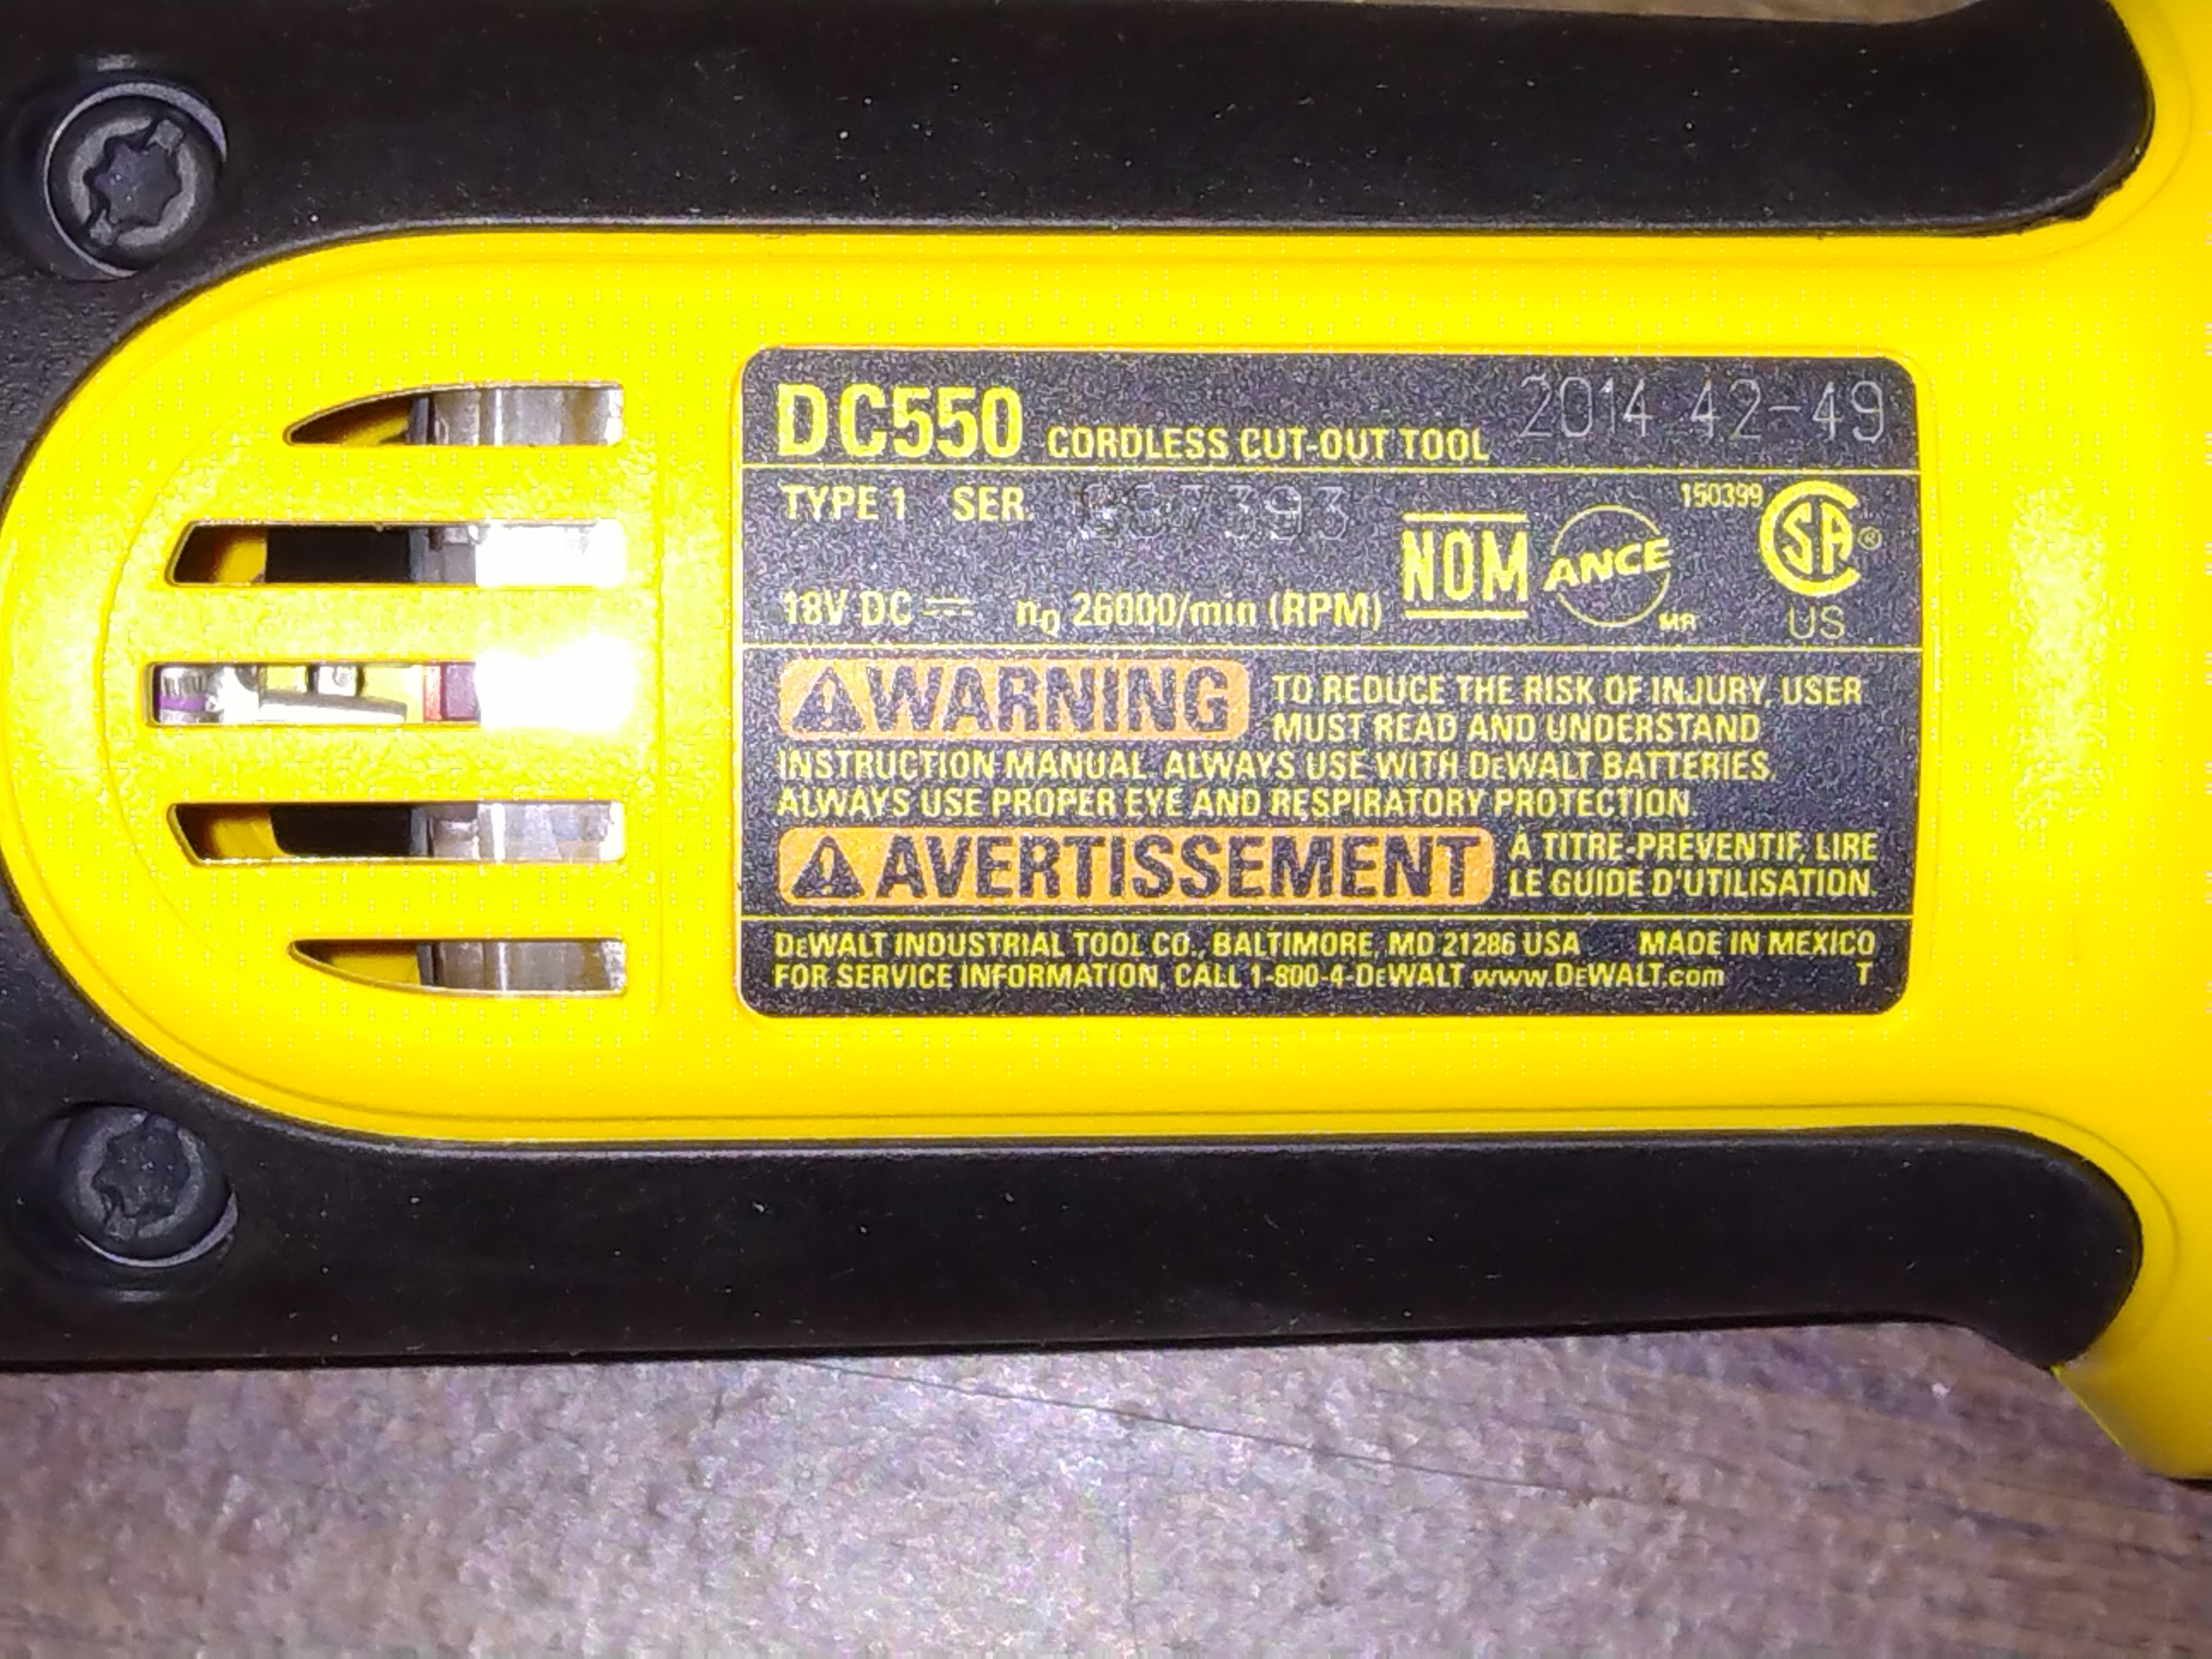 DC550 CORDLESS CUT-OUT TOOL 2014 42-49
TYPE 1 SER.
150399 SA ®
NOM ANCE MR
US
18V DC n0 26000/min (RPM)
WARNING TO REDUCE THE RISK OF INJURY, USER
MUST READ AND UNDERSTAND
INSTRUCTION MANUAL. ALWAYS USE WITH DEWALT BATTERIES,
ALWAYS USE PROPER EYE AND RESPIRATORY PROTECTION.
AVERTISSEMENT À TITRE-PRÉVENTIF, LIRE
LE GUIDE D'UTILISATION.
DEWALT INDUSTRIAL TOOL CO., BALTIMORE, MD 21286 USA MADE IN MEXICO
FOR SERVICE INFORMATION, CALL 1-800-4-DEWALT www.DEWALT.com T